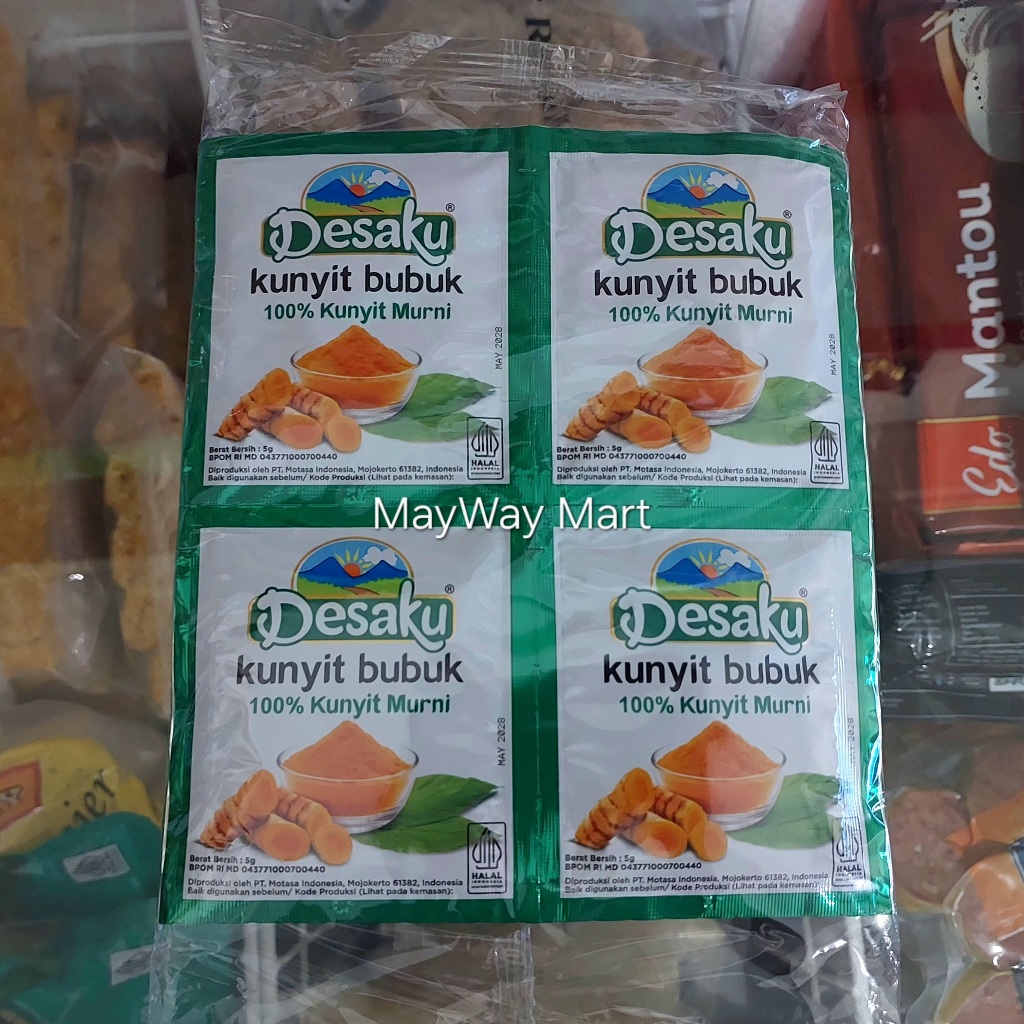 Desaku®
kunyit bubuk
100% Kunyit Murni
MAY 2028
Berat Bersih : 5g
BPOM RI MD 043771000700440
HALAL
INDONESIA
Diproduksi oleh PT. Motasa Indonesia, Mojokerto 61382, Indonesia
Baik digunakan sebelum/ Kode Produksi (Lihat pada kemasan):
Desaku®
kunyit bubuk
100% Kunyit Murni
MAY 2028
Berat Bersih : 5g
BPOM RI MD 043771000700440
HALAL
INDONESIA
Diproduksi oleh PT. Motasa Indonesia, Mojokerto 61382, Indonesia
Baik digunakan sebelum/ Kode Produksi (Lihat pada kemasan):
MayWay Mart
Desaku®
kunyit bubuk
100% Kunyit Murni
MAY 2028
Berat Bersih : 5g
BPOM RI MD 043771000700440
HALAL
INDONESIA
Diproduksi oleh PT. Motasa Indonesia, Mojokerto 61382, Indonesia
Baik digunakan sebelum/ Kode Produksi (Lihat pada kemasan):
Desaku®
kunyit bubuk
100% Kunyit Murni
MAY 2028
Berat Bersih : 5g
BPOM RI MD 043771000700440
HALAL
Diproduksi oleh PT. Motasa Indonesia, Mojokerto 61382, Indonesia
Baik digunakan sebelum/ Kode Produksi (Lihat pada kemasan):
Edo
Mantou